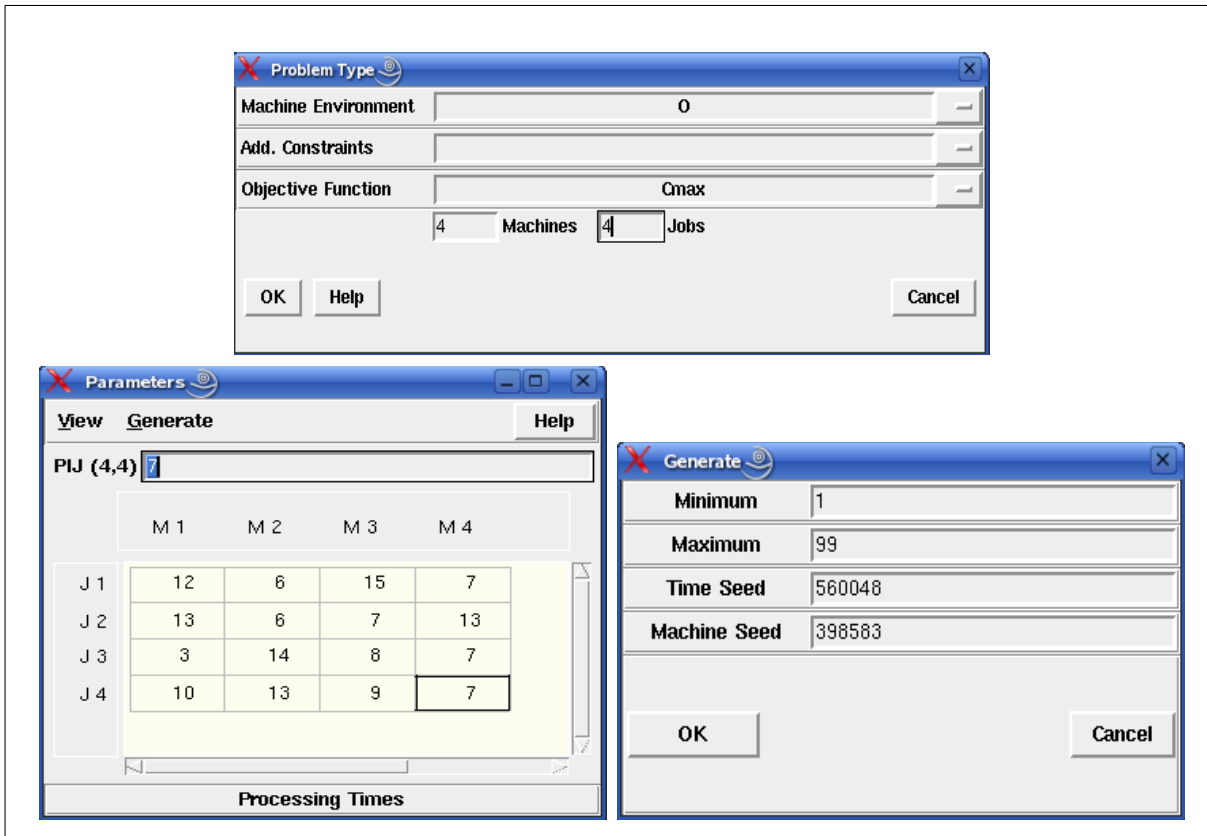 Problem Type
Machine Environment O
Add. Constraints
Objective Function Cmax
4 Machines 4 Jobs
OK Help Cancel
Parameters
View Generate Help
PIJ (4,4) 7
M 1 M 2 M 3 M 4
J 1 12 6 15 7
J 2 13 6 7 13
J 3 3 14 8 7
J 4 10 13 9 7
Processing Times
Generate
Minimum 1
Maximum 99
Time Seed 560048
Machine Seed 398583
OK Cancel